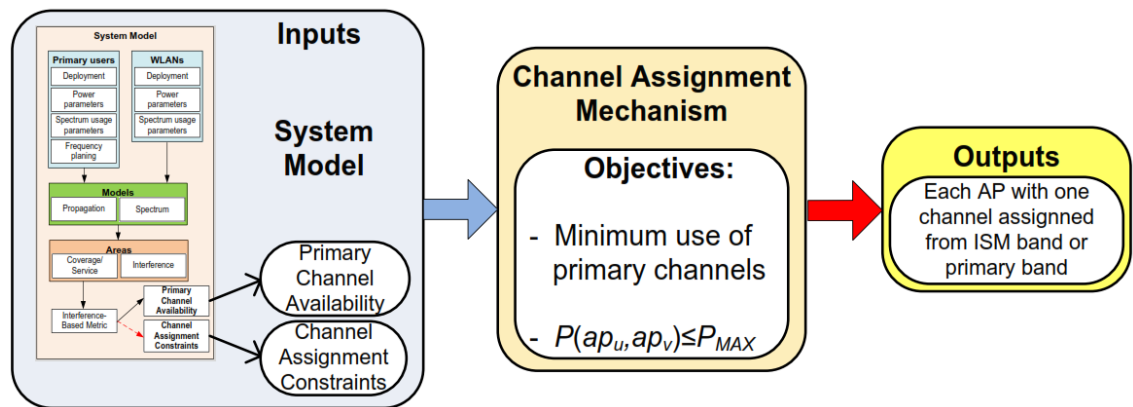 Inputs
System Model
Primary users
Deployment
Power
parameters
Spectrum usage
parameters
Frequency
planing
WLANs
Deployment
Power
parameters
Spectrum usage
parameters
Models
Propagation
Spectrum
Areas
Coverage/
Service
Interference
Interference-
Based Metric
Primary
Channel
Availability
Channel
Assignment
Constraints
System
Model
Primary
Channel
Availability
Channel
Assignment
Constraints
Channel Assignment
Mechanism
Objectives:
- Minimum use of
primary channels
- P(apu,apv)≤PMAX
Outputs
Each AP with one
channel assignned
from ISM band or
primary band